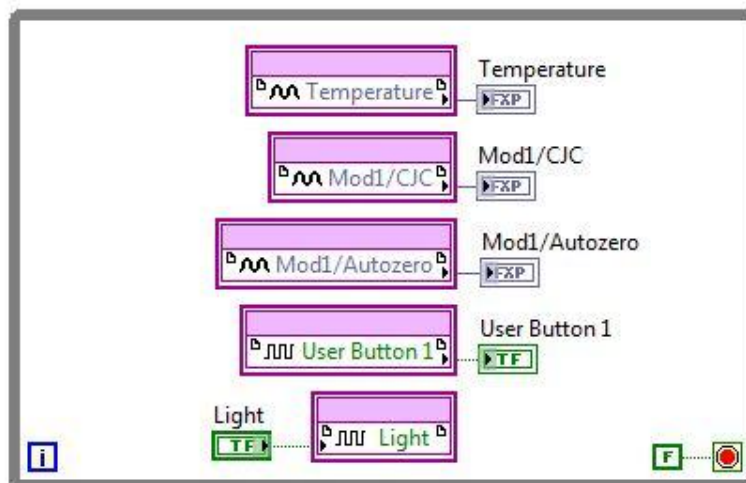 Temperature
Temperature
FXP
Mod1/CJC
Mod1/CJC
FXP
Mod1/Autozero
Mod1/Autozero
FXP
User Button 1
User Button 1
TF
Light
TF
Light
i
F